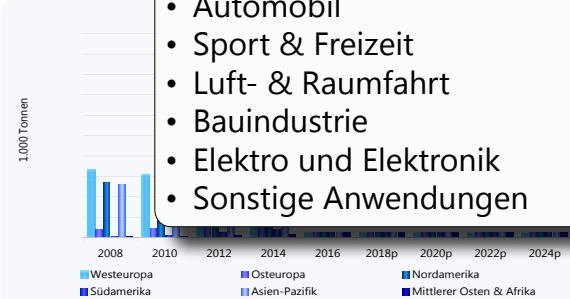 Automobil
• Sport & Freizeit
• Luft- & Raumfahrt
• Bauindustrie
• Elektro und Elektronik
• Sonstige Anwendungen
1.000 Tonnen
2008 2010 2012 2014 2016 2018p 2020p 2022p 2024p
Westeuropa Osteuropa Nordamerika
Südamerika Asien-Pazifik Mittlerer Osten & Afrika